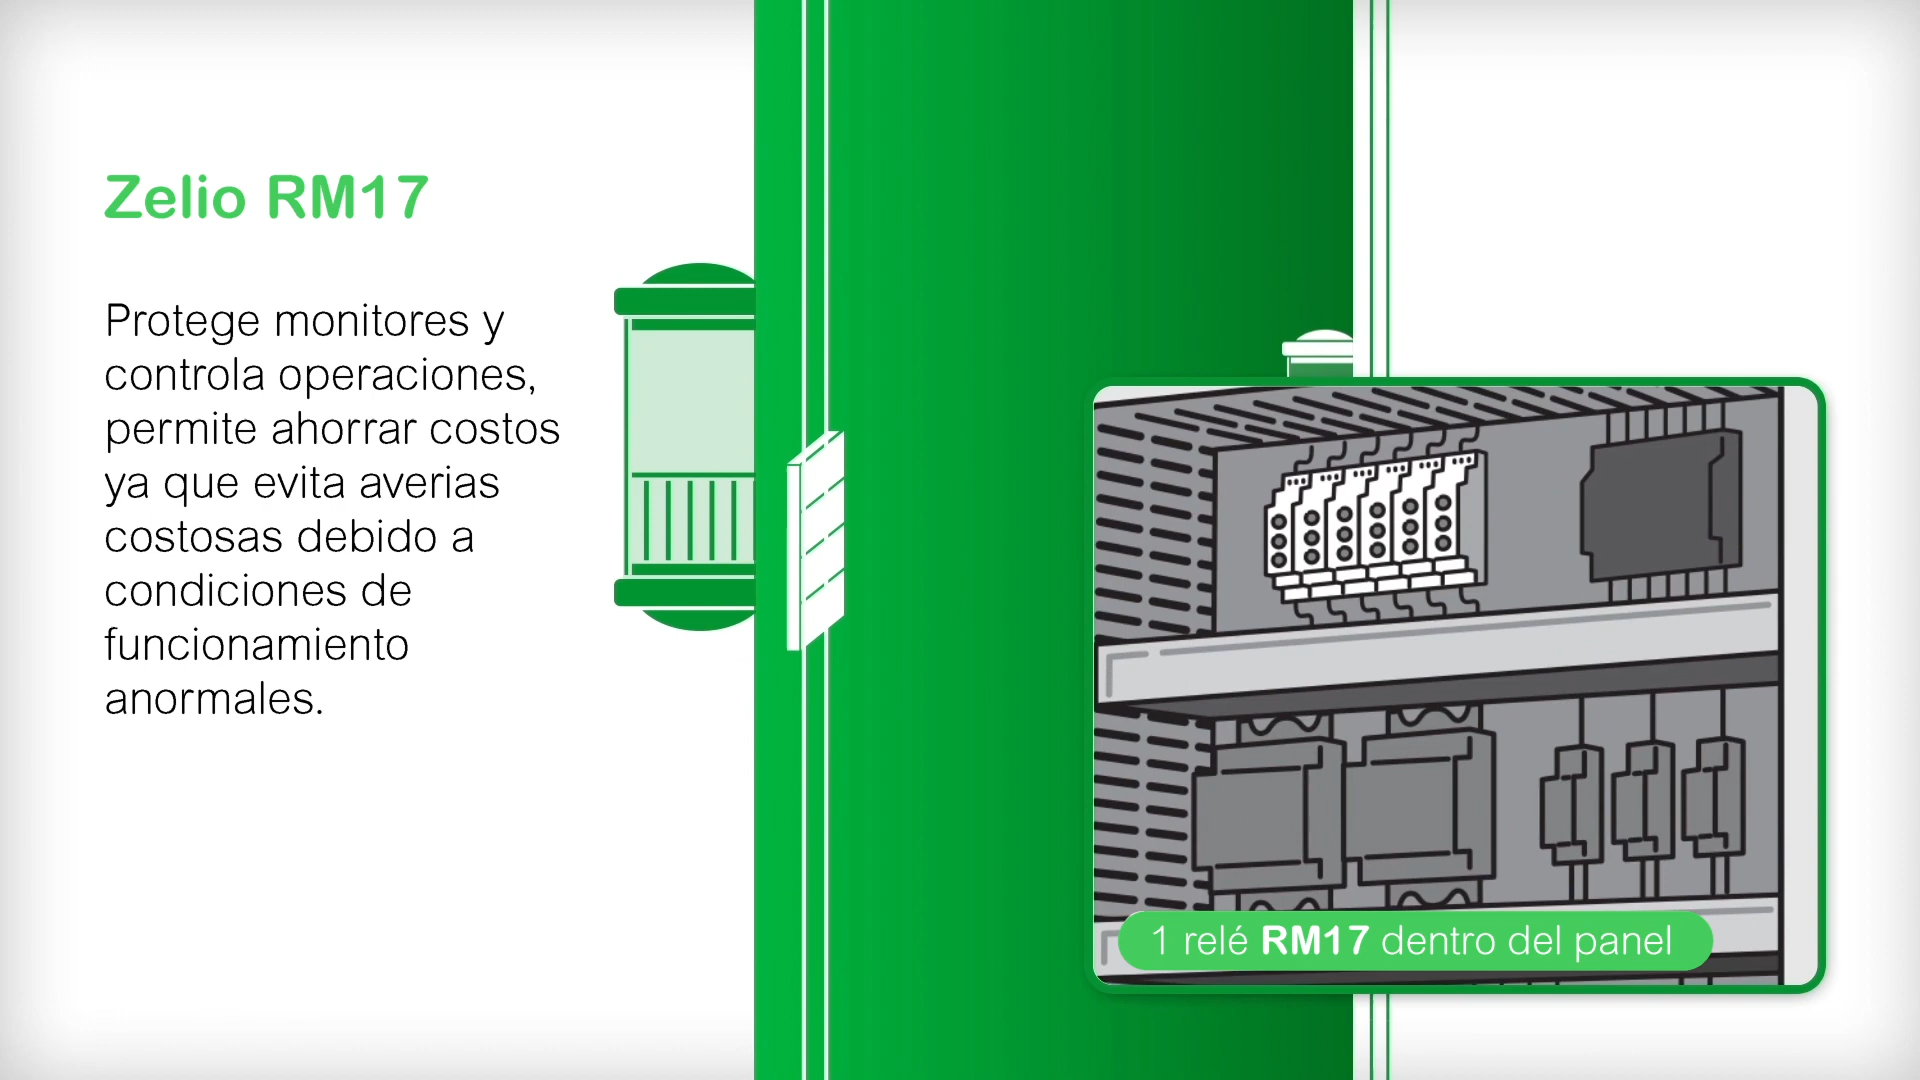 Zelio RM17
Protege monitores y
controla operaciones,
permite ahorrar costos
ya que evita averias
costosas debido a
condiciones de
funcionamiento
anormales.
1 relé RM17 dentro del panel